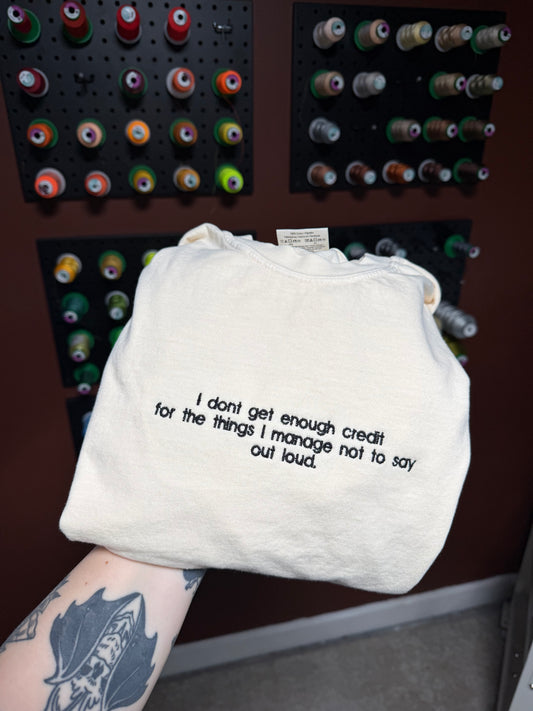 I dont get enough credit
for the things I manage not to say
out loud.